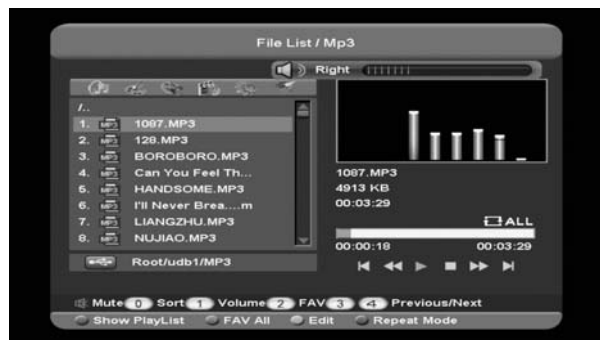 File List / Mp3
Right
/..
1. 1087.MP3
2. 128.MP3
3. BOROBORO.MP3
4. Can You Feel Th...
5. HANDSOME.MP3
6. I'll Never Brea....m
7. LIANGZHU.MP3
8. NUJIAO.MP3
Root/udb1/MP3
1087.MP3
4913 KB
00:03:29
ALL
00:00:18 00:03:29
Mute 0 Sort 1 Volume 2 FAV 3 4 Previous/Next
Show PlayList FAV All Edit Repeat Mode